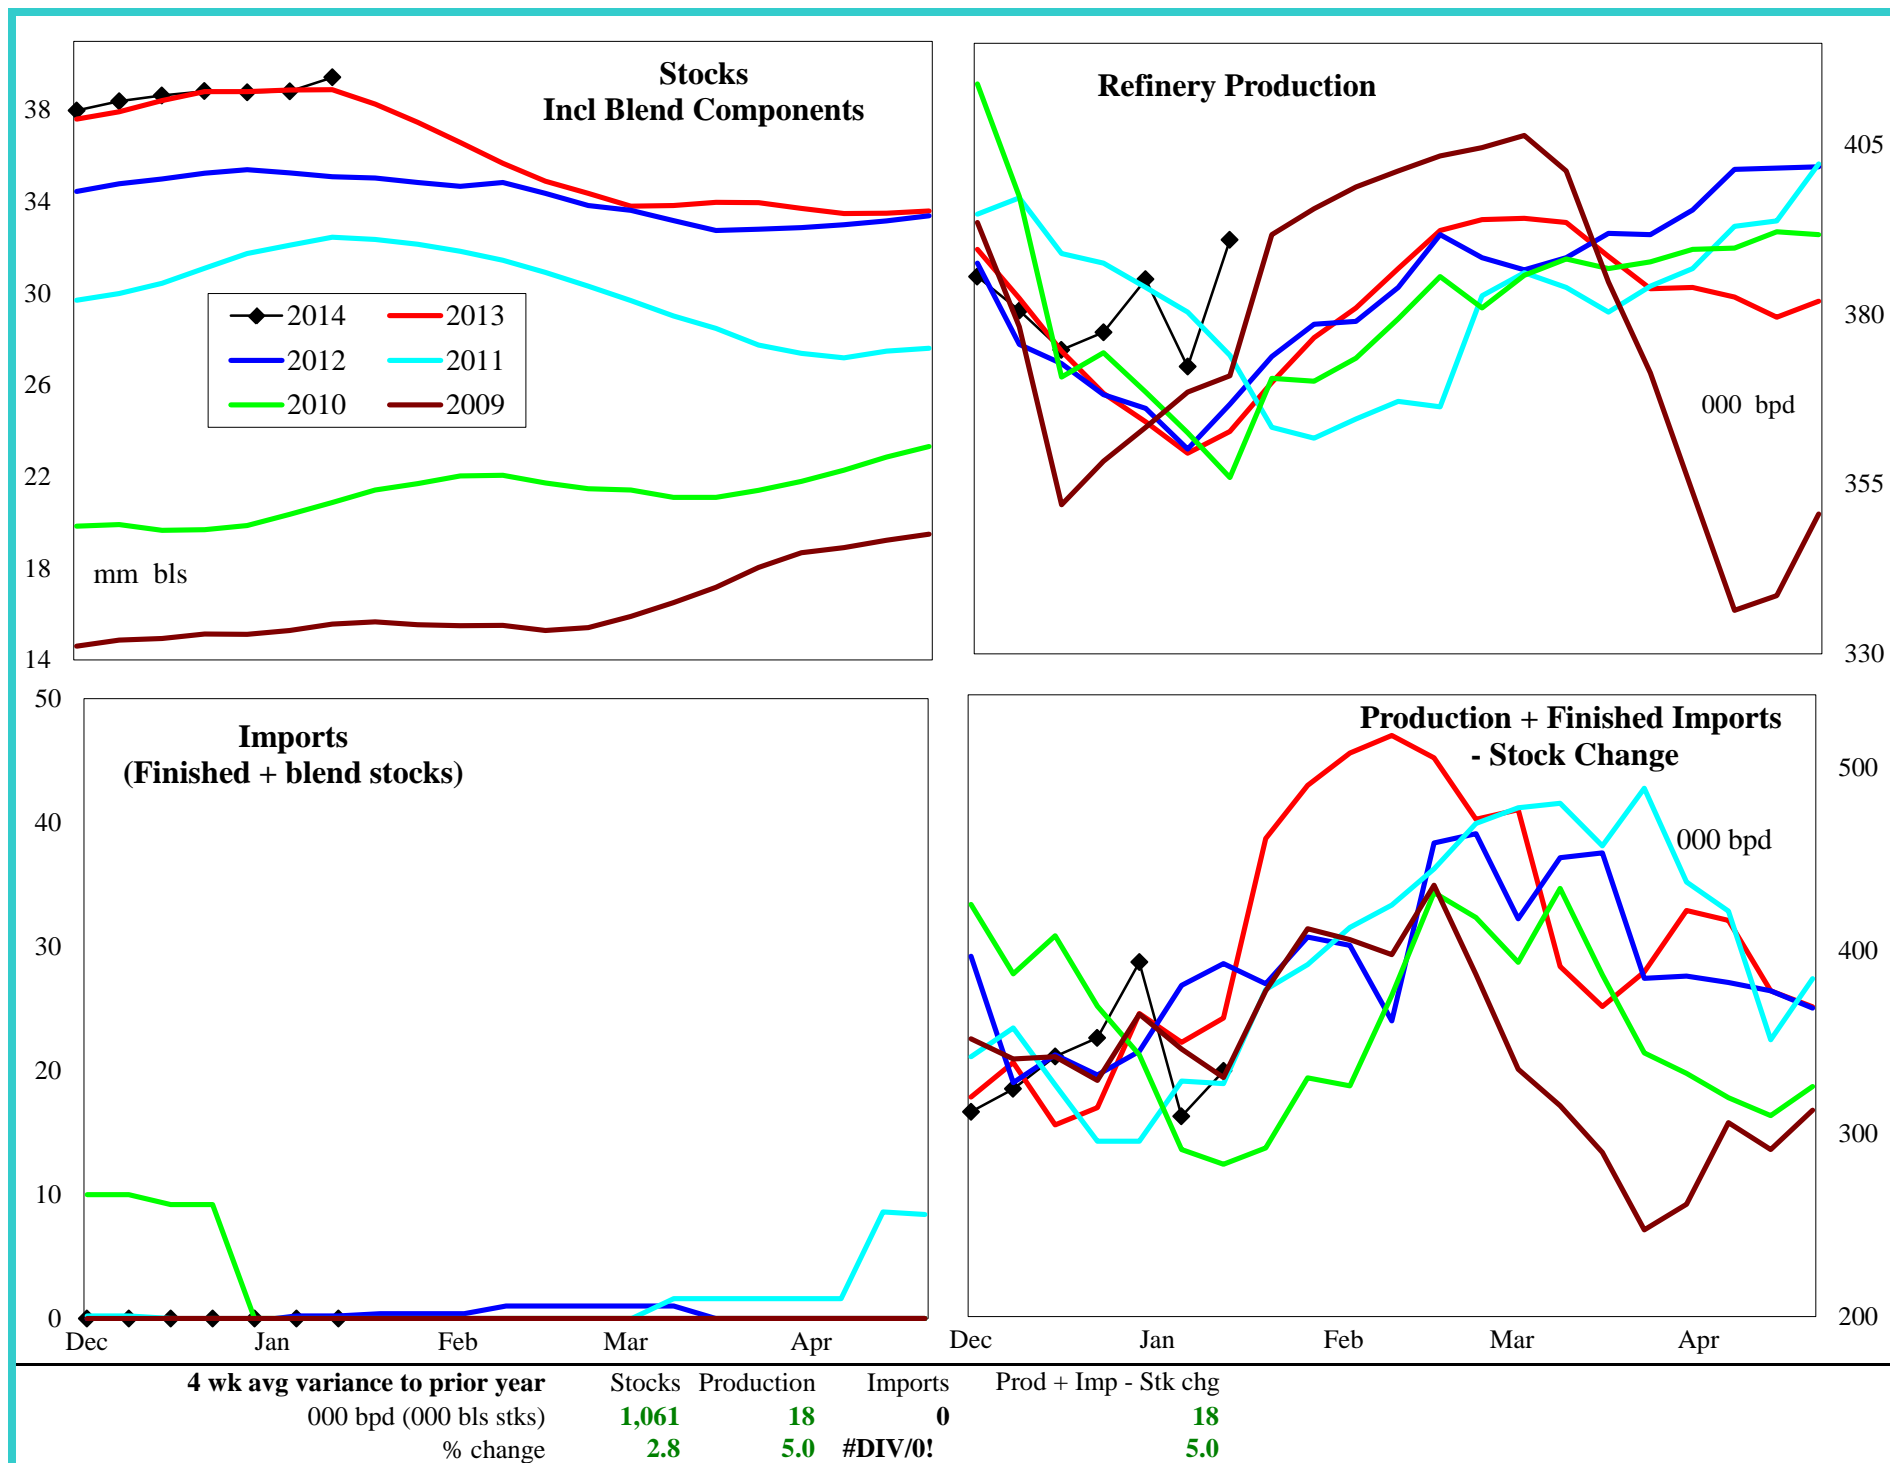 Stocks
Incl Blend Components
38
34
30
26
22
18
14
2014 2013
2012 2011
2010 2009
mm bls
Refinery Production
405
380
355
330
000 bpd
Imports
(Finished + blend stocks)
50
40
30
20
10
0
Dec Jan Feb Mar Apr
Production + Finished Imports
- Stock Change
000 bpd
500
400
300
200
Dec Jan Feb Mar Apr
4 wk avg variance to prior year Stocks Production Imports Prod + Imp - Stk chg
000 bpd (000 bls stks) 1,061 18 0 18
% change 2.8 5.0 #DIV/0! 5.0